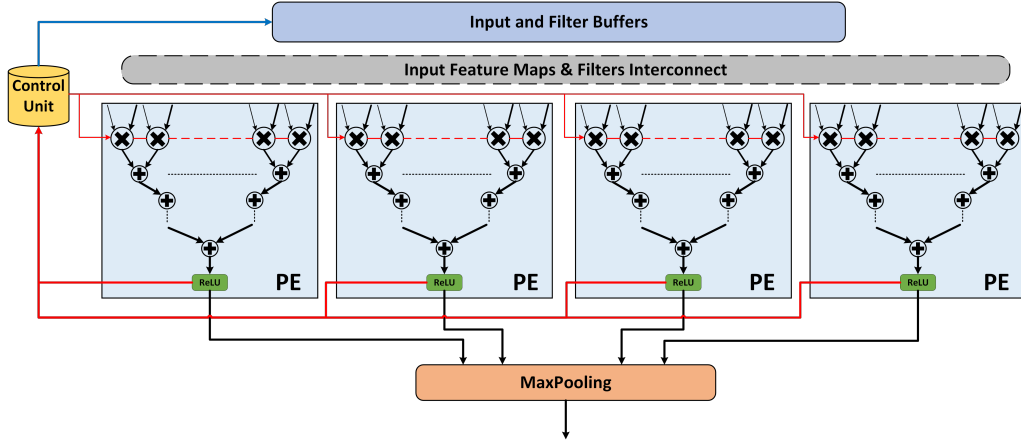 Input and Filter Buffers
Input Feature Maps & Filters Interconnect
Control
Unit
ReLU
PE
ReLU
PE
ReLU
PE
ReLU
PE
MaxPooling